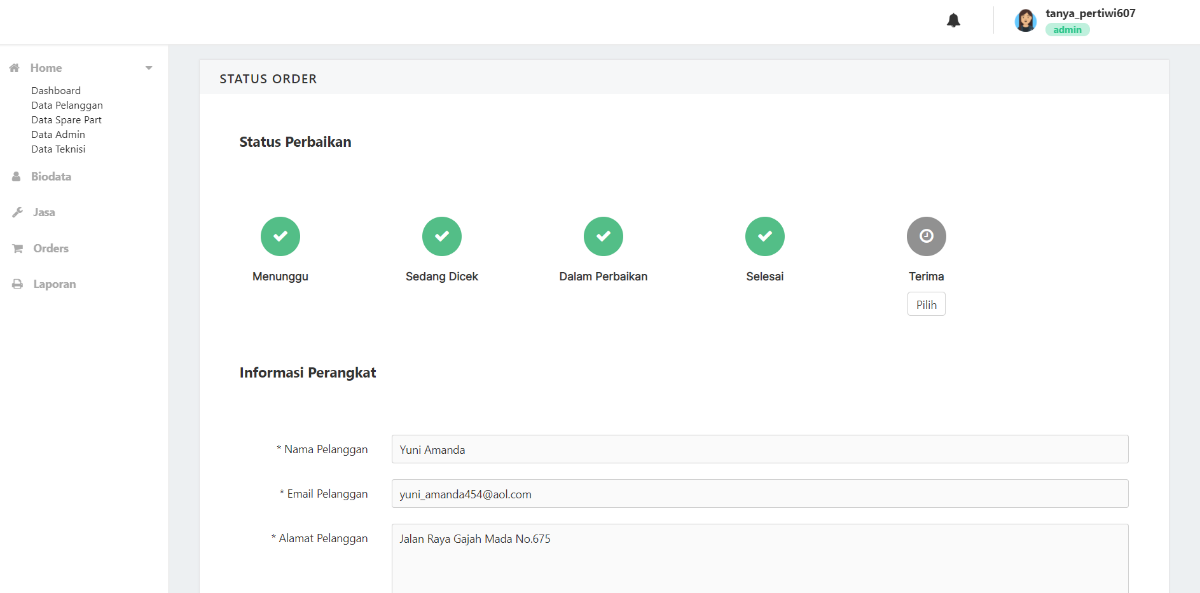 tanya_pertiwi607
admin
Home
Dashboard
Data Pelanggan
Data Spare Part
Data Admin
Data Teknisi
Biodata
Jasa
Orders
Laporan
STATUS ORDER
Status Perbaikan
Menunggu
Sedang Dicek
Dalam Perbaikan
Selesai
Terima
Pilih
Informasi Perangkat
* Nama Pelanggan
Yuni Amanda
* Email Pelanggan
yuni_amanda454@aol.com
* Alamat Pelanggan
Jalan Raya Gajah Mada No.675